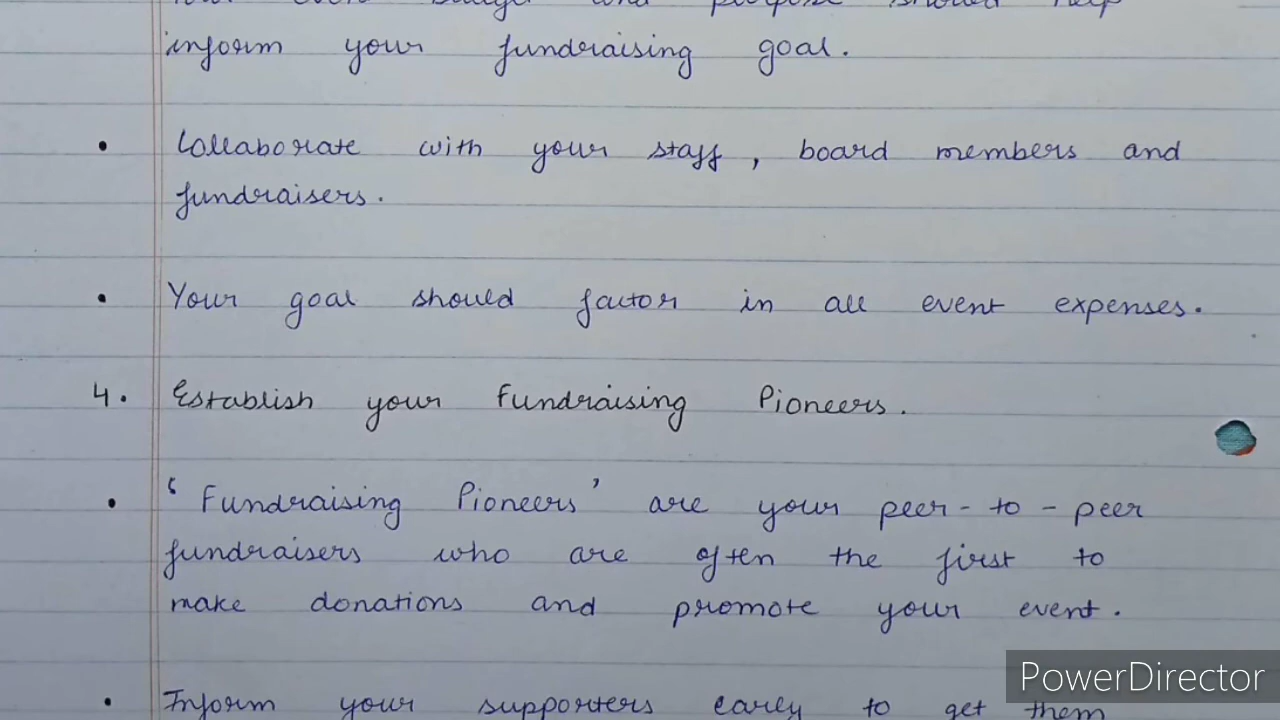 inform your fundraising goal.
• Collaborate with your staff, board members and
fundraisers.
• Your goal should factor in all event expenses.
4. Establish your Fundraising Pioneers.
• ‘Fundraising Pioneers’ are your peer-to-peer
fundraisers who are often the first to
make donations and promote your event.
• Inform your supporters early to get them
PowerDirector